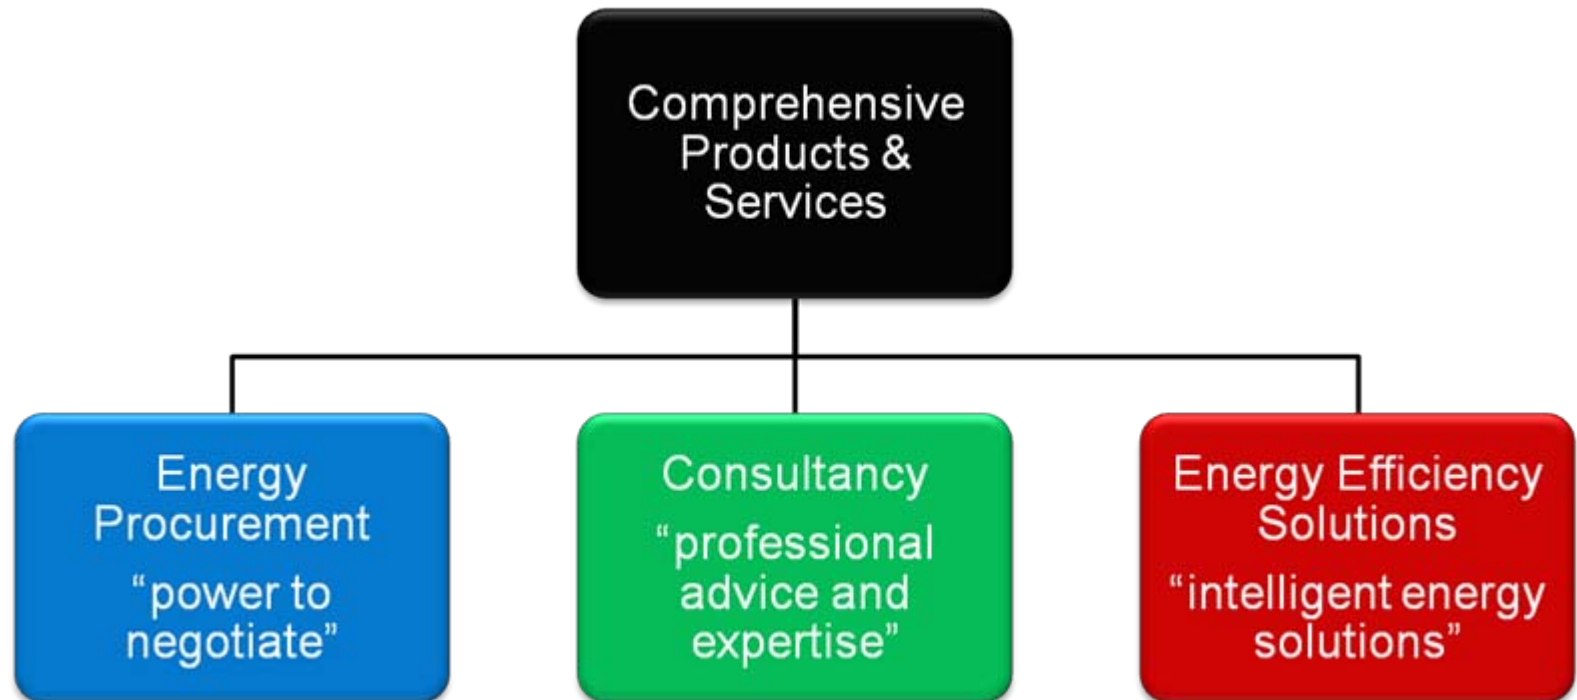 Comprehensive
Products &
Services
Energy
Procurement
“power to
negotiate”
Consultancy
“professional
advice and
expertise”
Energy Efficiency
Solutions
“intelligent energy
solutions”